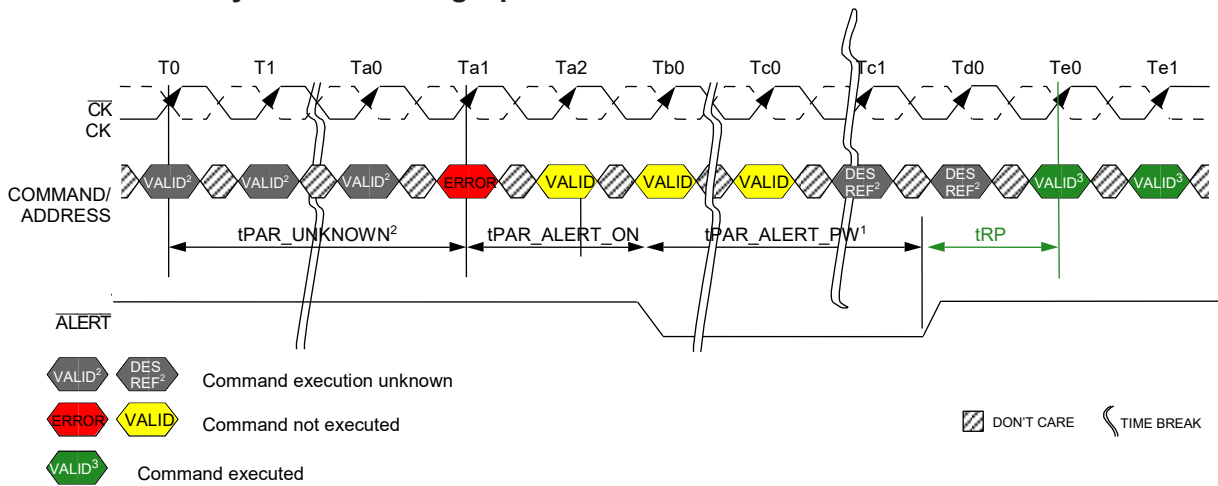 T0 T1 Ta0 Ta1 Ta2 Tb0 Tc0 Tc1 Td0 Te0 Te1
CK
CK
COMMAND/
ADDRESS
VALID² VALID² VALID² ERROR VALID VALID VALID DES REF² DES REF² VALID³ VALID³
tPAR_UNKNOWN² tPAR_ALERT_ON tPAR_ALERT_PW¹ tRP
ALERT
VALID² DES REF² Command execution unknown
ERROR VALID Command not executed
DON'T CARE TIME BREAK
VALID³ Command executed